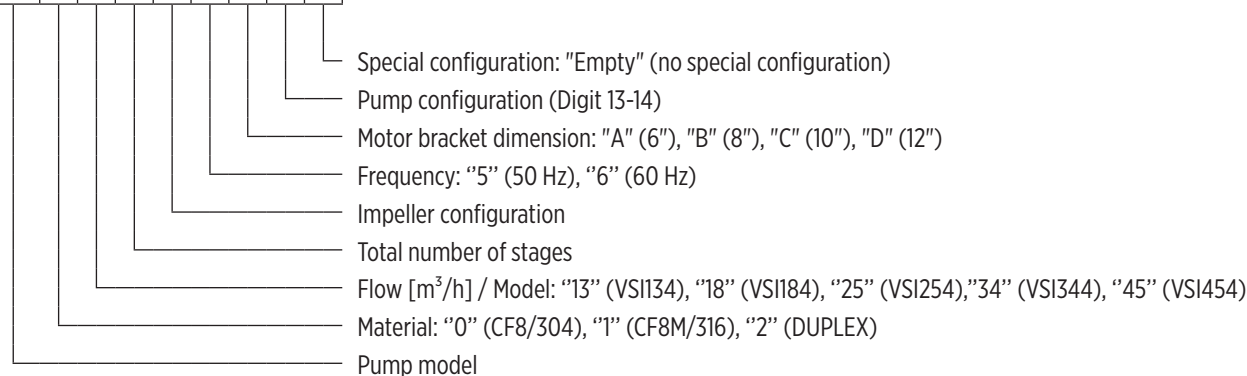 Special configuration: "Empty" (no special configuration)
Pump configuration (Digit 13-14)
Motor bracket dimension: "A" (6"), "B" (8"), "C" (10"), "D" (12")
Frequency: ‘’5’’ (50 Hz), ‘’6’’ (60 Hz)
Impeller configuration
Total number of stages
Flow [m³/h] / Model: ‘’13’’ (VSI134), ‘’18’’ (VSI184), ‘’25’’ (VSI254),’’34’’ (VSI344), ‘’45’’ (VSI454)
Material: ‘’0’’ (CF8/304), ‘’1’’ (CF8M/316), ‘’2’’ (DUPLEX)
Pump model